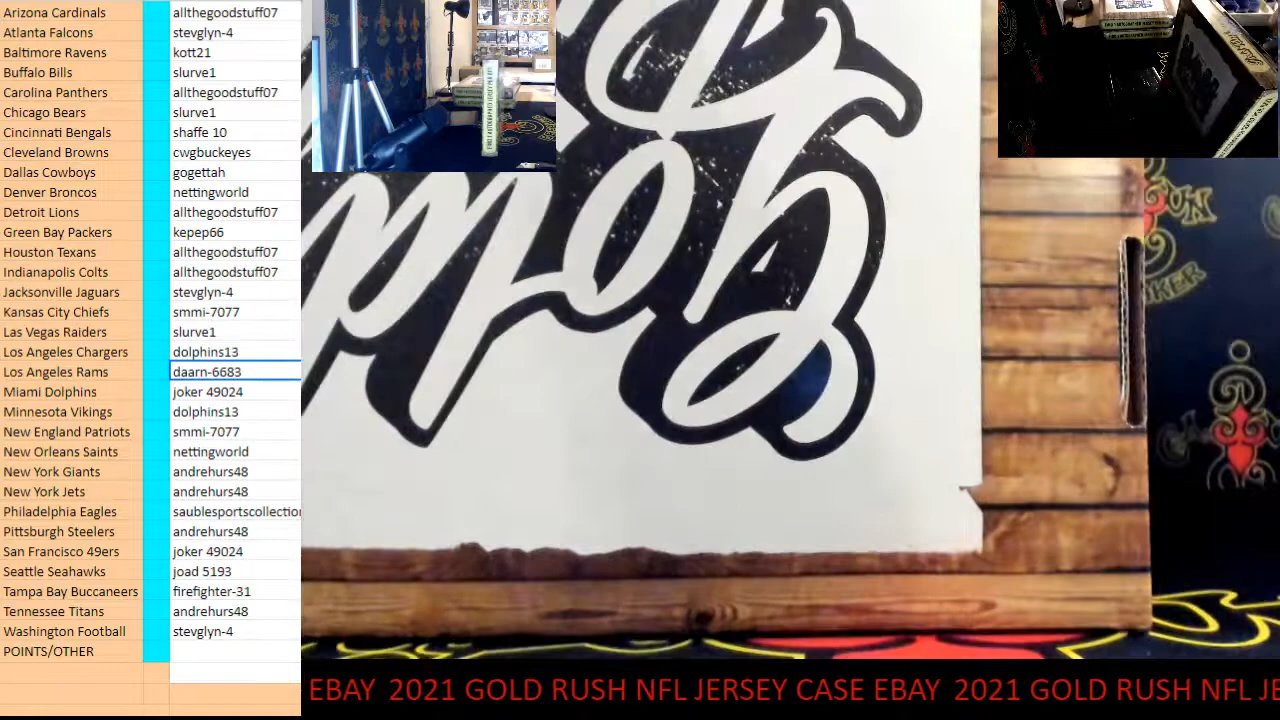 Arizona Cardinals allthegoodstuff07
Atlanta Falcons stevglyn-4
Baltimore Ravens kott21
Buffalo Bills slurve1
Carolina Panthers allthegoodstuff07
Chicago Bears slurve1
Cincinnati Bengals shaffe 10
Cleveland Browns cwgbuckeyes
Dallas Cowboys gogettah
Denver Broncos nettingworld
Detroit Lions allthegoodstuff07
Green Bay Packers kepep66
Houston Texans allthegoodstuff07
Indianapolis Colts allthegoodstuff07
Jacksonville Jaguars stevglyn-4
Kansas City Chiefs smmi-7077
Las Vegas Raiders slurve1
Los Angeles Chargers dolphins13
Los Angeles Rams daarn-6683
Miami Dolphins joker 49024
Minnesota Vikings dolphins13
New England Patriots smmi-7077
New Orleans Saints nettingworld
New York Giants andrehurs48
New York Jets andrehurs48
Philadelphia Eagles saublesportscollectio
Pittsburgh Steelers andrehurs48
San Francisco 49ers joker 49024
Seattle Seahawks joad 5193
Tampa Bay Buccaneers firefighter-31
Tennessee Titans andrehurs48
Washington Football stevglyn-4
POINTS/OTHER
EBAY 2021 GOLD RUSH NFL JERSEY CASE EBAY 2021 GOLD RUSH NFL JE